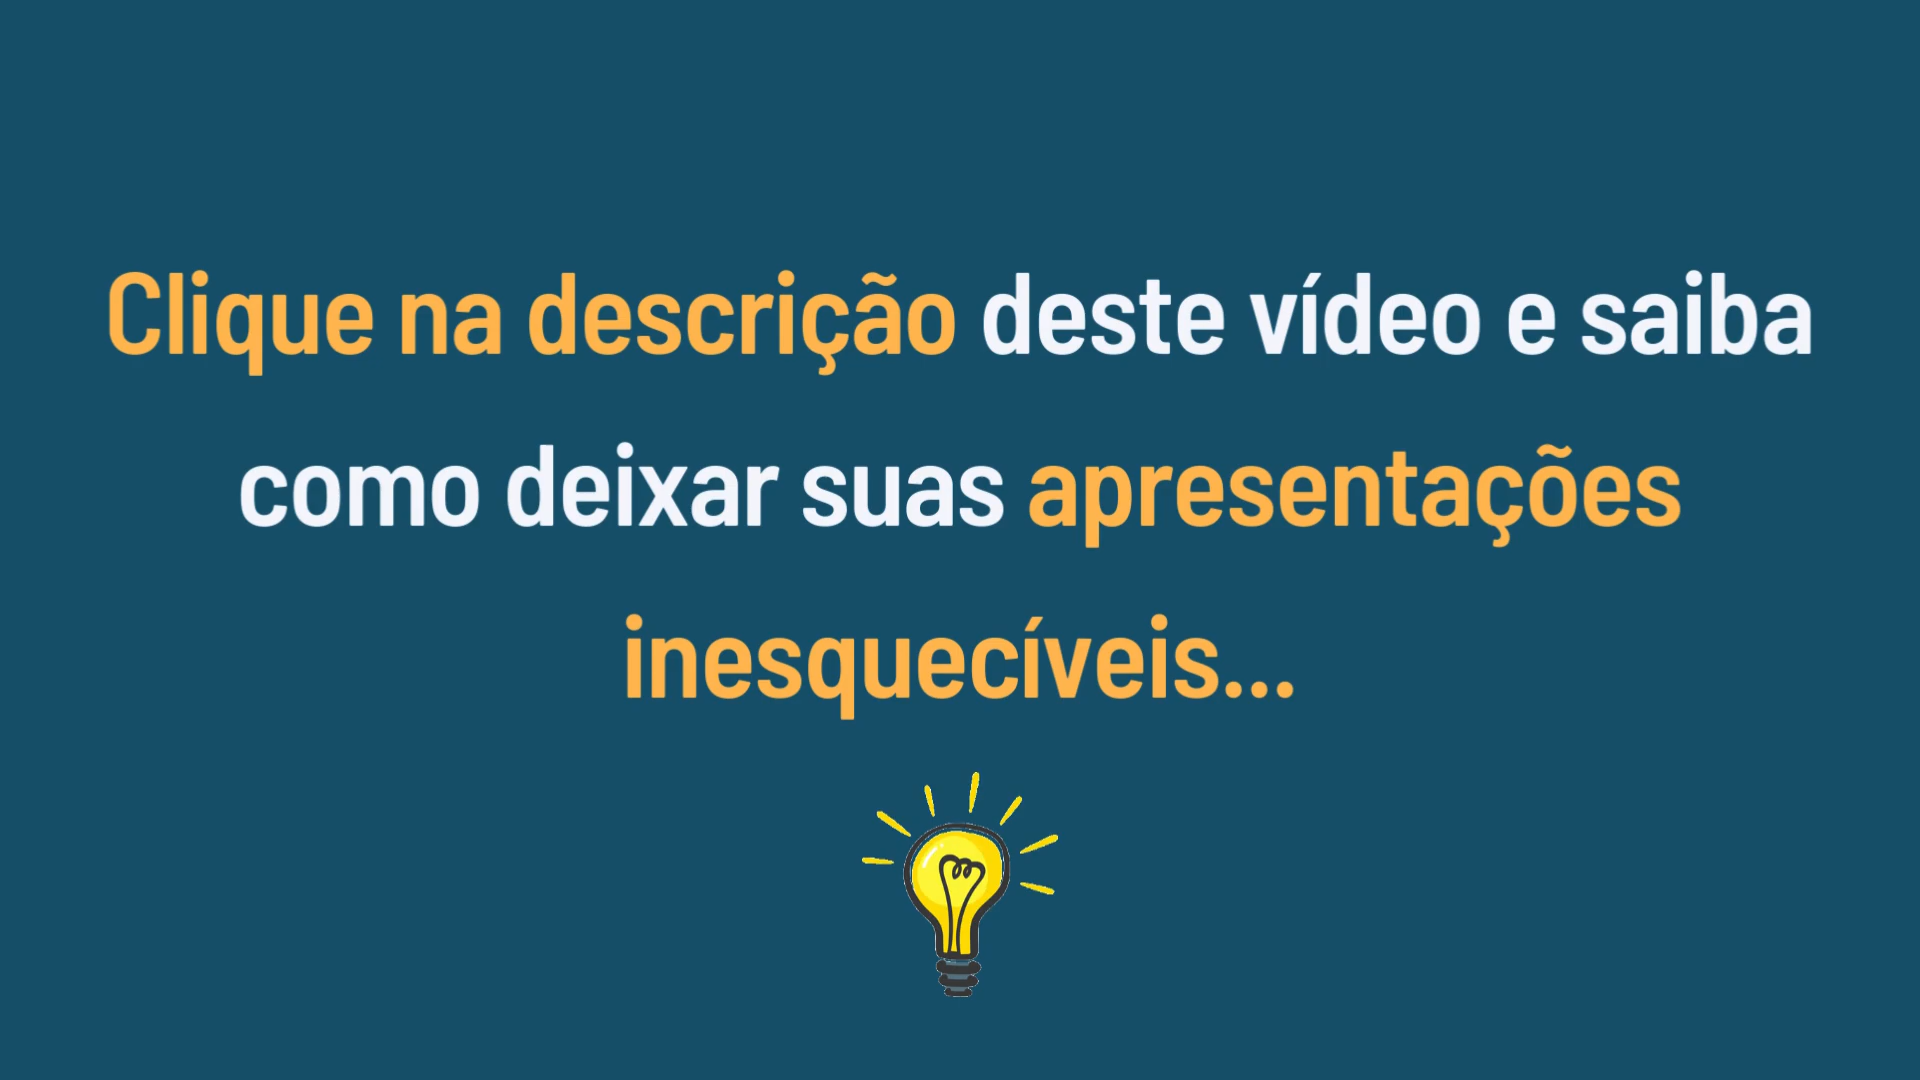 Clique na descrição deste vídeo e saiba
como deixar suas apresentações
inesquecíveis...